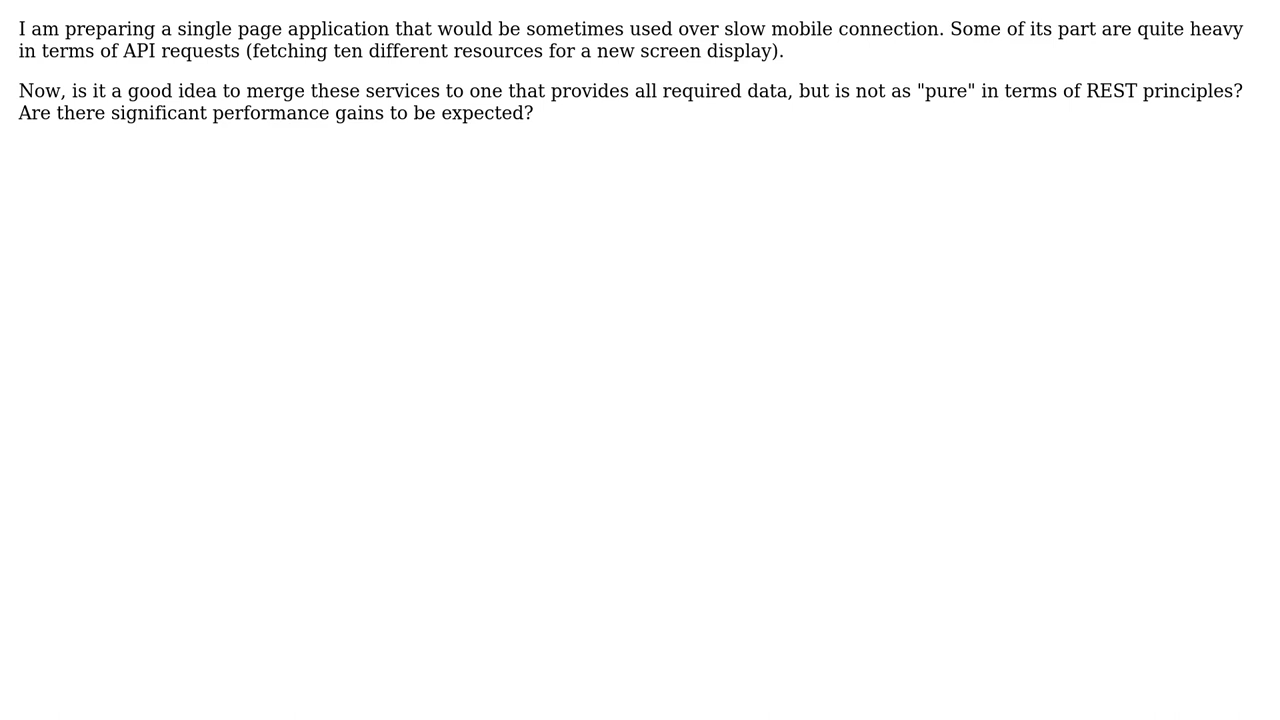 I am preparing a single page application that would be sometimes used over slow mobile connection. Some of its part are quite heavy
in terms of API requests (fetching ten different resources for a new screen display).
Now, is it a good idea to merge these services to one that provides all required data, but is not as "pure" in terms of REST principles?
Are there significant performance gains to be expected?